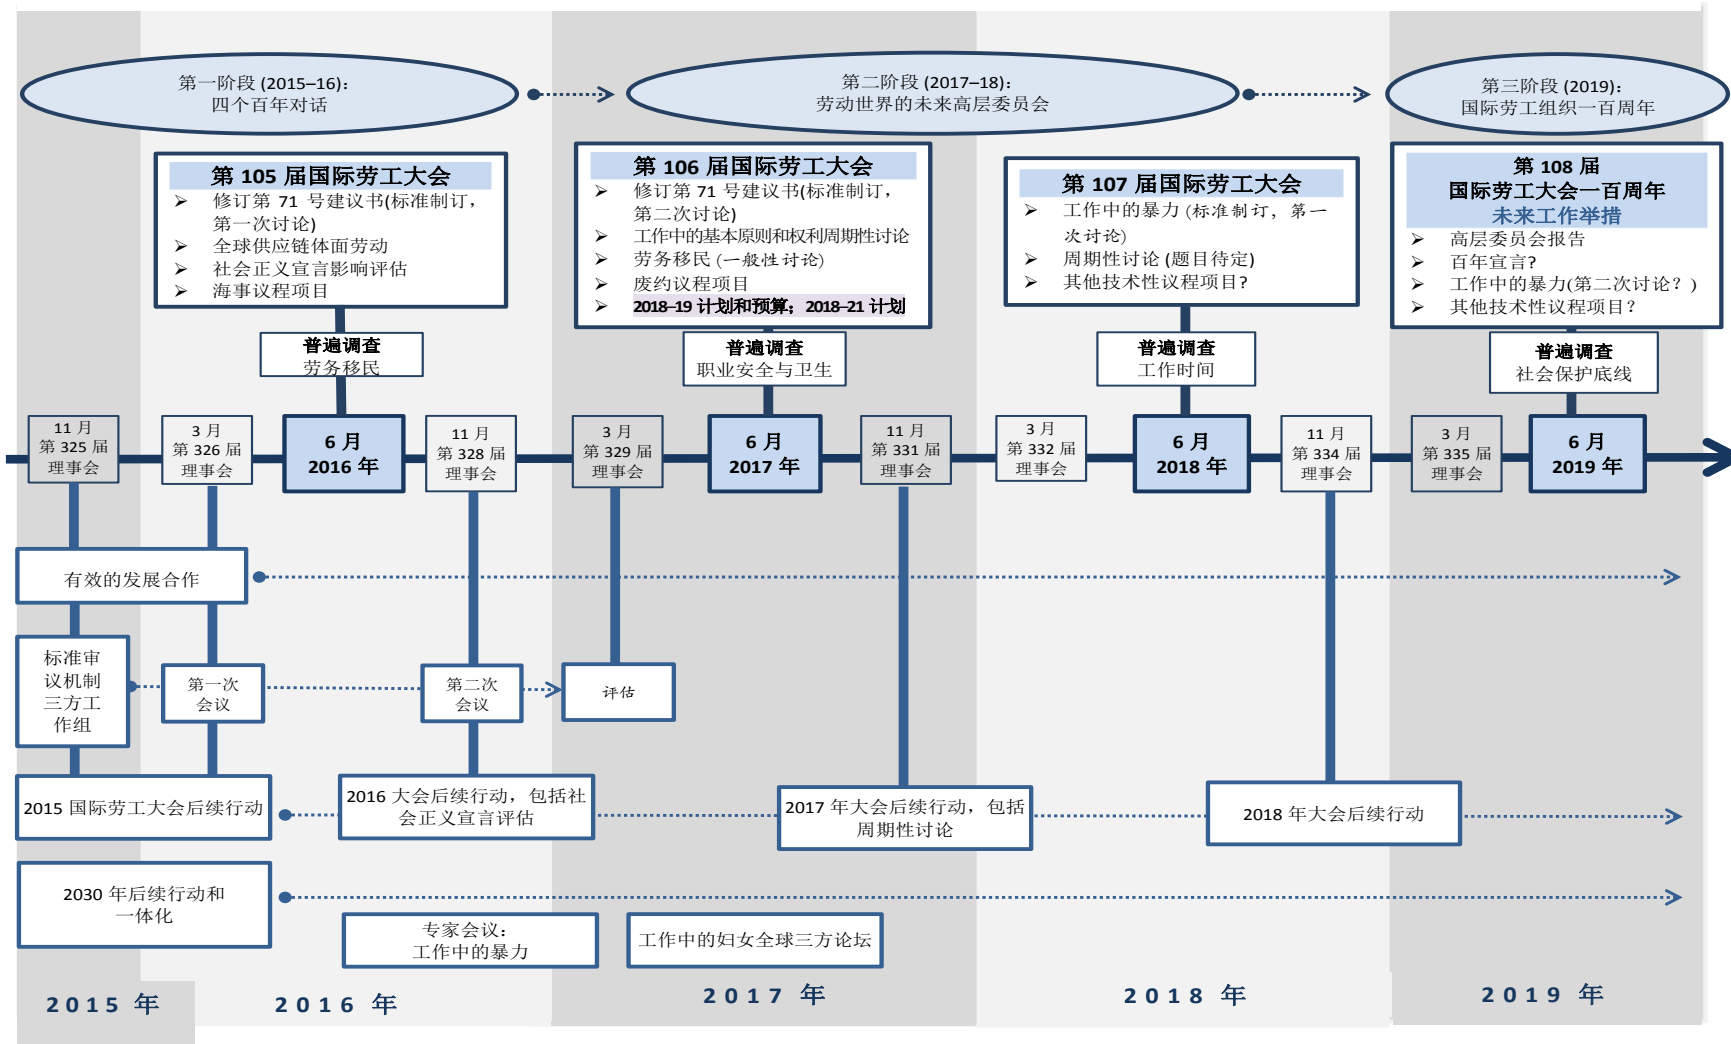 第一阶段 (2015–16)：
四个百年对话
第二阶段 (2017–18)：
劳动世界的未来高层委员会
第三阶段 (2019)：
国际劳工组织一百周年
第 105 届国际劳工大会
➢ 修订第 71 号建议书(标准制订，
第一次讨论)
➢ 全球供应链体面劳动
➢ 社会正义宣言影响评估
➢ 海事议程项目
第 106 届国际劳工大会
➢ 修订第 71 号建议书(标准制订，
第二次讨论)
➢ 工作中的基本原则和权利周期性讨论
➢ 劳务移民 (一般性讨论)
➢ 废约议程项目
➢ 2018–19 计划和预算；2018–21 计划
第 107 届国际劳工大会
➢ 工作中的暴力 (标准制订，第一
次讨论)
➢ 周期性讨论 (题目待定)
➢ 其他技术性议程项目?
第 108 届
国际劳工大会一百周年
未来工作举措
➢ 高层委员会报告
➢ 百年宣言?
➢ 工作中的暴力(第二次讨论？)
➢ 其他技术性议程项目？
普遍调查
劳务移民
普遍调查
职业安全与卫生
普遍调查
工作时间
普遍调查
社会保护底线
11 月
第 325 届
理事会
3 月
第 326 届
理事会
6 月
2016 年
11 月
第 328 届
理事会
3 月
第 329 届
理事会
6 月
2017 年
11 月
第 331 届
理事会
3 月
第 332 届
理事会
6 月
2018 年
11 月
第 334 届
理事会
3 月
第 335 届
理事会
6 月
2019 年
有效的发展合作
标准审
议机制
三方工
作组
第一次
会议
第二次
会议
评估
2015 国际劳工大会后续行动
2016 大会后续行动，包括社
会正义宣言评估
2017 年大会后续行动，包括
周期性讨论
2018 年大会后续行动
2030 年后续行动和
一体化
专家会议：
工作中的暴力
工作中的妇女全球三方论坛
2015 年
2016 年
2017 年
2018 年
2019 年